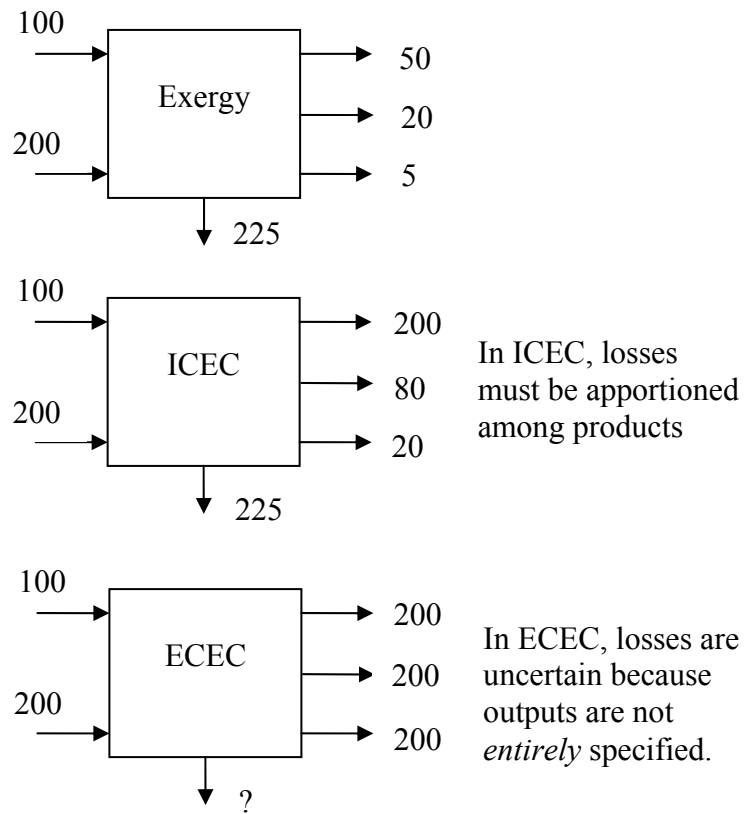 100
50
Exergy
20
200
5
225
100
200
ICEC
80
200
20
225
In ICEC, losses
must be apportioned
among products
100
200
ECEC
200
200
200
?
In ECEC, losses are
uncertain because
outputs are not
entirely specified.